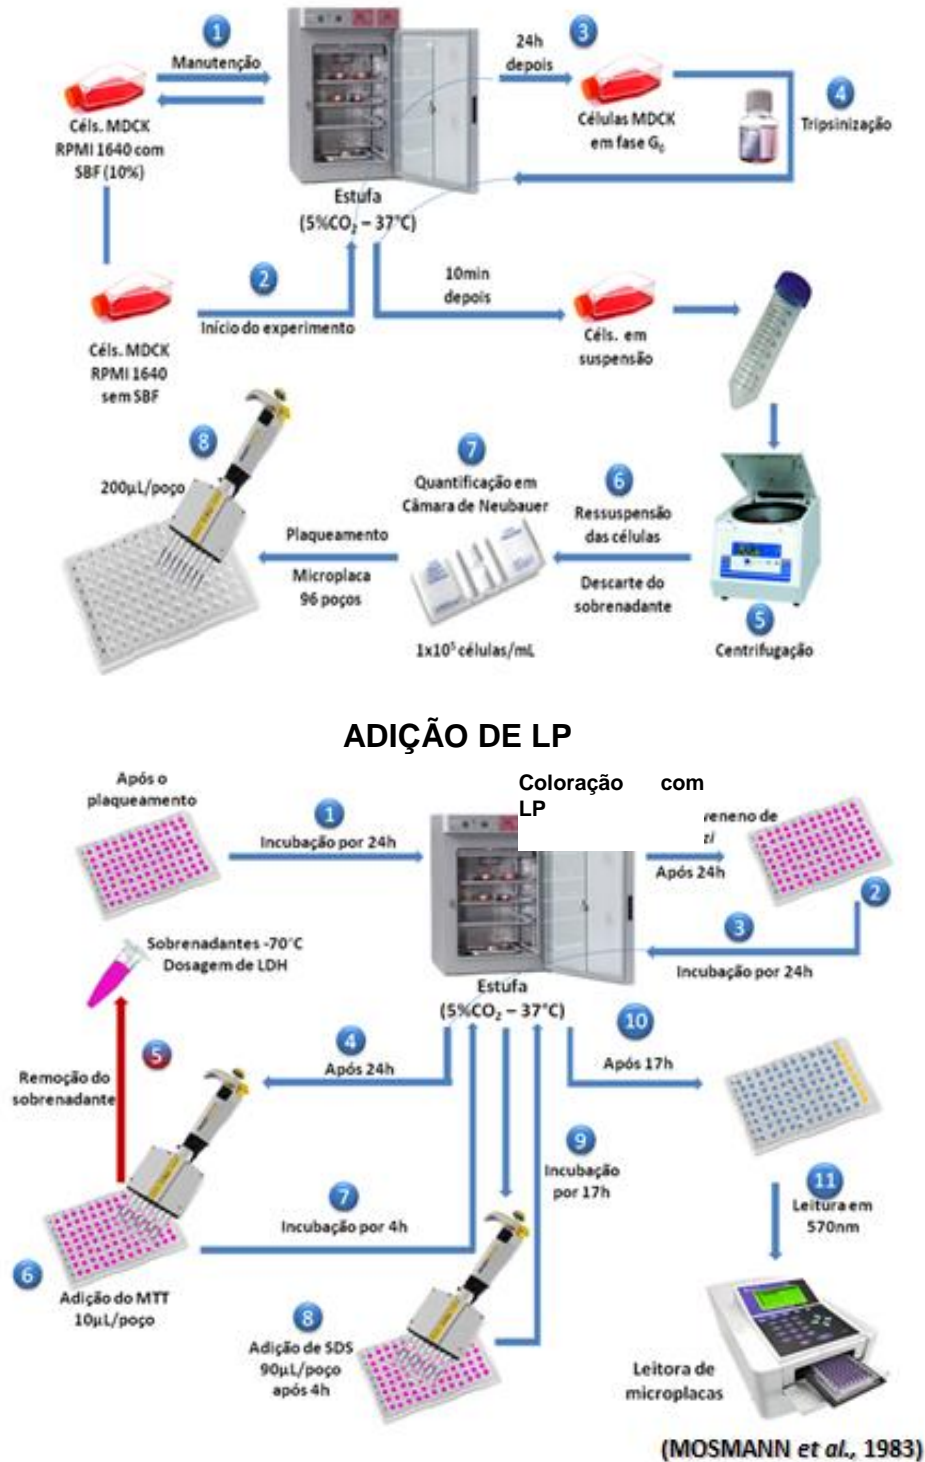 1
Manutenção
Céls. MDCK
RPMI 1640 com
SBF (10%)
Estufa
(5%CO₂ – 37°C)
24h
depois
3
Células MDCK
em fase G₀
4
Tripsinização
2
Início do experimento
Céls. MDCK
RPMI 1640
sem SBF
10min
depois
Céls. em
suspensão
5
Centrifugação
6
Ressuspensão
das células
Descarte do
sobrenadante
7
Quantificação em
Câmara de Neubauer
1x10⁵ células/mL
Plaqueamento
Microplaca
96 poços
8
200µL/poço
ADIÇÃO DE LP
Após o
plaqueamento
1
Incubação por 24h
Coloração com
LP
veneno de
zi
Após 24h
2
3
Incubação por 24h
Estufa
(5%CO₂ – 37°C)
4
Após 24h
5
Remoção do
sobrenadante
Sobrenadantes -70°C
Dosagem de LDH
6
Adição do MTT
10µL/poço
7
Incubação por 4h
8
Adição de SDS
90µL/poço
após 4h
9
Incubação
por 17h
10
Após 17h
11
Leitura em
570nm
Leitora de
microplacas
(MOSMANN et al., 1983)